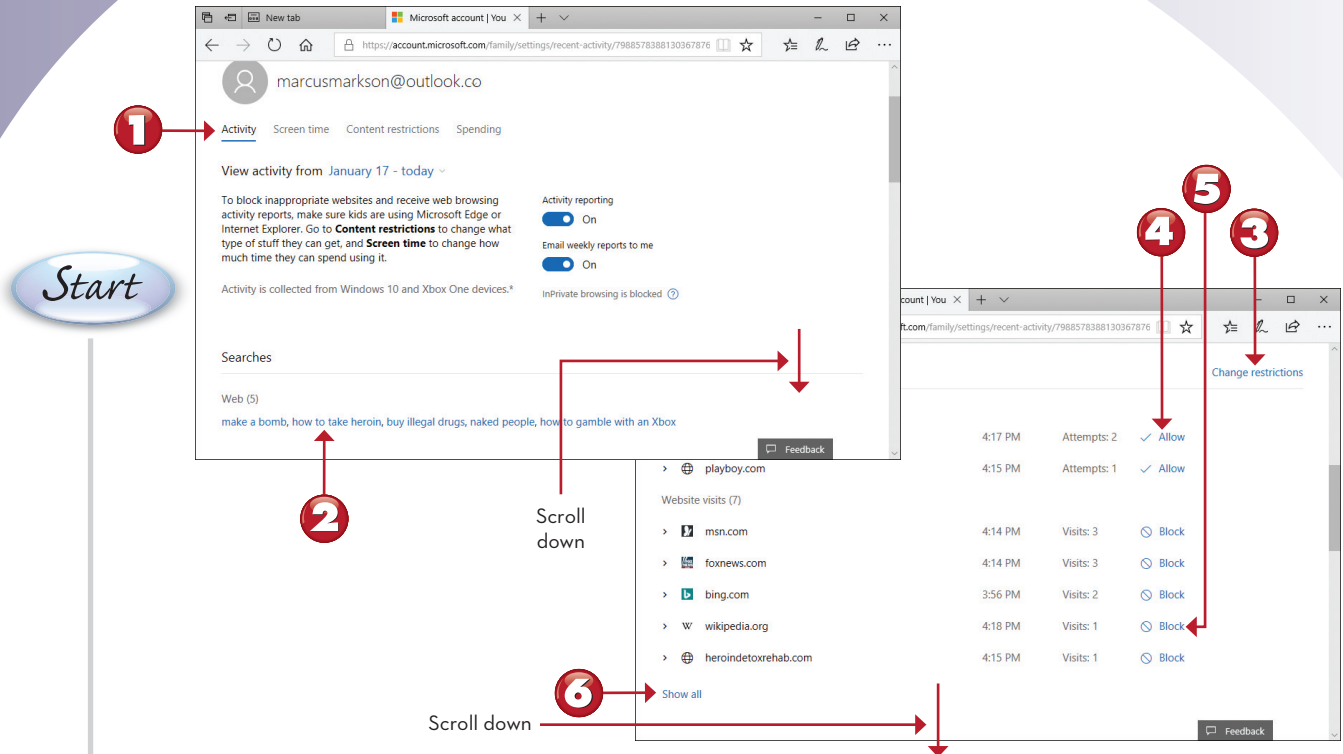 New tab
Microsoft account | You
https://account.microsoft.com/family/settings/recent-activity/7988578388130367876
marcusmarkson@outlook.co
1
Activity Screen time Content restrictions Spending
View activity from January 17 - today
To block inappropriate websites and receive web browsing
activity reports, make sure kids are using Microsoft Edge or
Internet Explorer. Go to Content restrictions to change what
type of stuff they can get, and Screen time to change how
much time they can spend using it.
Activity is collected from Windows 10 and Xbox One devices.*
Activity reporting
On
Email weekly reports to me
On
InPrivate browsing is blocked ?
Start
Searches
Web (5)
make a bomb, how to take heroin, buy illegal drugs, naked people, how to gamble with an Xbox
Feedback
2
Scroll
down
5
4
3
count | You
ft.com/family/settings/recent-activity/7988578388130367876
Change restrictions
4:17 PM Attempts: 2 Allow
playboy.com 4:15 PM Attempts: 1 Allow
Website visits (7)
msn.com 4:14 PM Visits: 3 Block
foxnews.com 4:14 PM Visits: 3 Block
bing.com 3:56 PM Visits: 2 Block
W wikipedia.org 4:18 PM Visits: 1 Block
heroindetoxrehab.com 4:15 PM Visits: 1 Block
6
Show all
Scroll down
Feedback